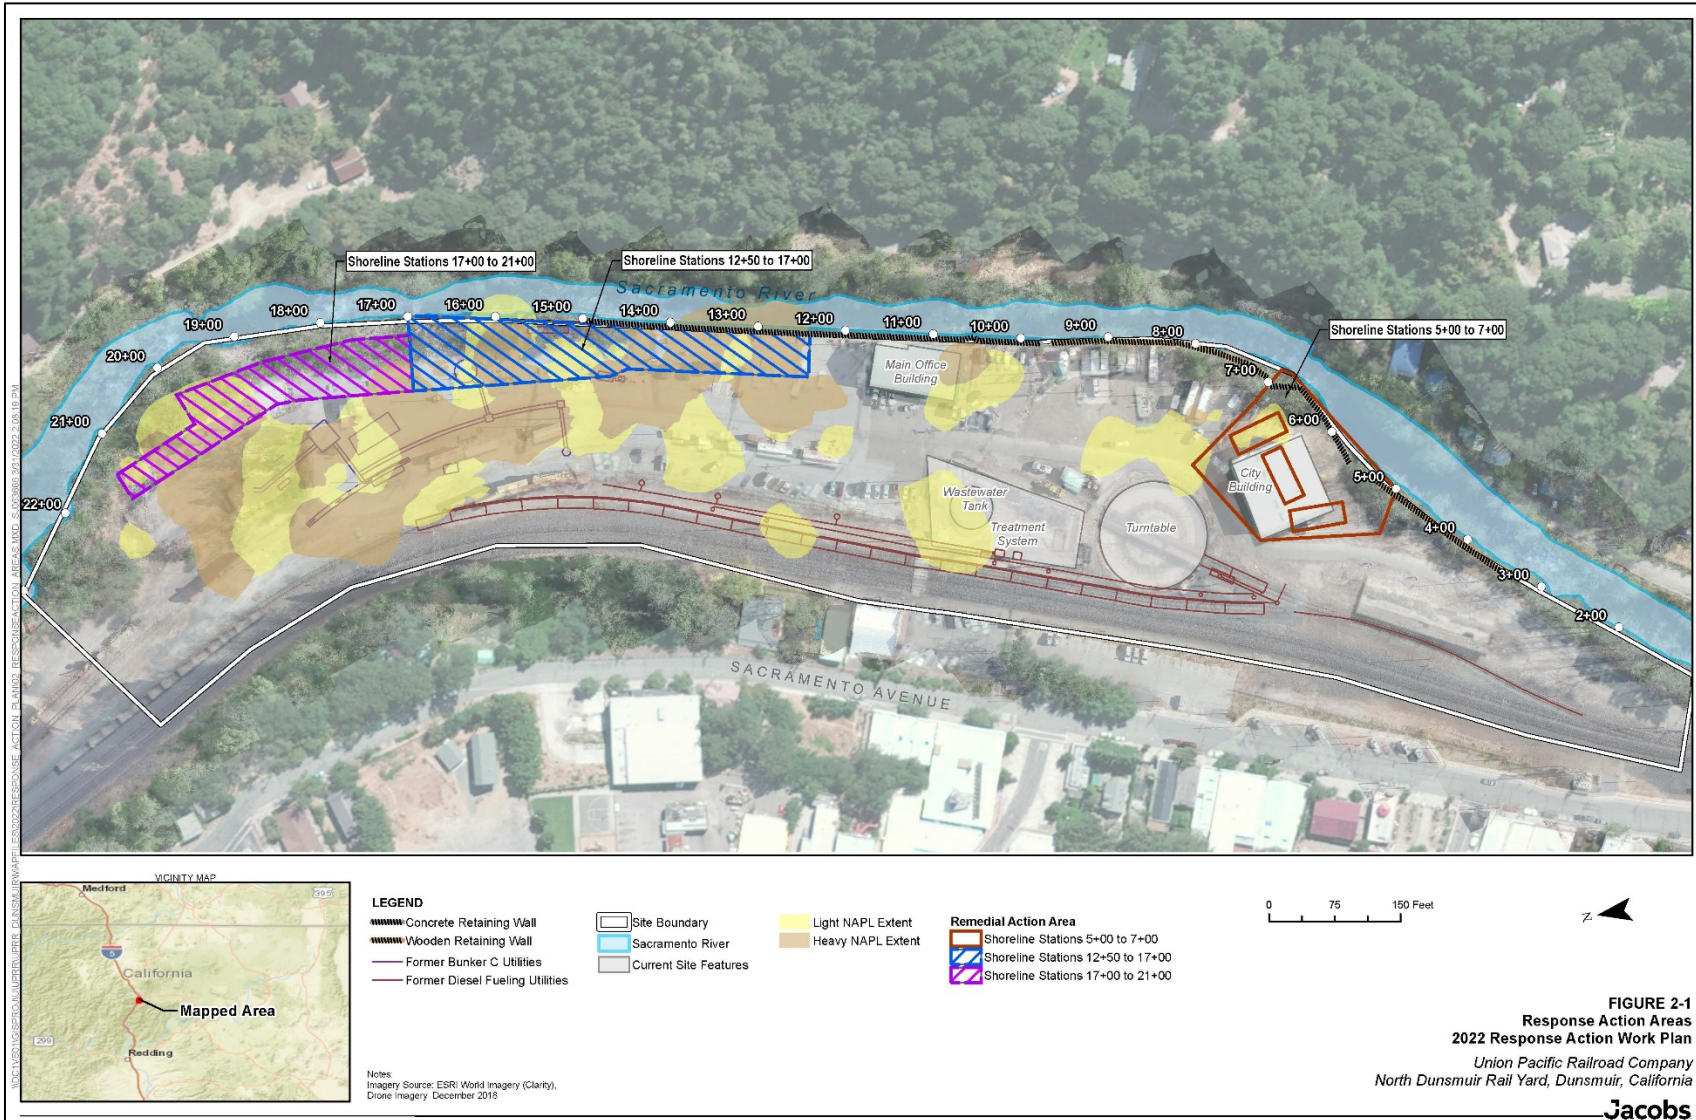 Shoreline Stations 17+00 to 21+00
Shoreline Stations 12+50 to 17+00
Sacramento River
Shoreline Stations 5+00 to 7+00
22+00
21+00
20+00
19+00
18+00
17+00
16+00
15+00
14+00
13+00
12+00
11+00
10+00
9+00
8+00
7+00
6+00
5+00
4+00
3+00
2+00
Main Office
Building
City
Building
Wastewater
Tank
Treatment
System
Turntable
SACRAMENTO AVENUE
VICINITY MAP
Medford
395
5
California
Mapped Area
299
Redding
LEGEND
Concrete Retaining Wall
Wooden Retaining Wall
Former Bunker C Utilities
Former Diesel Fueling Utilities
Site Boundary
Sacramento River
Current Site Features
Light NAPL Extent
Heavy NAPL Extent
Remedial Action Area
Shoreline Stations 5+00 to 7+00
Shoreline Stations 12+50 to 17+00
Shoreline Stations 17+00 to 21+00
0 75 150 Feet
Z
Notes:
Imagery Source: ESRI World Imagery (Clarity),
Drone Imagery December 2018
FIGURE 2-1
Response Action Areas
2022 Response Action Work Plan
Union Pacific Railroad Company
North Dunsmuir Rail Yard, Dunsmuir, California
Jacobs